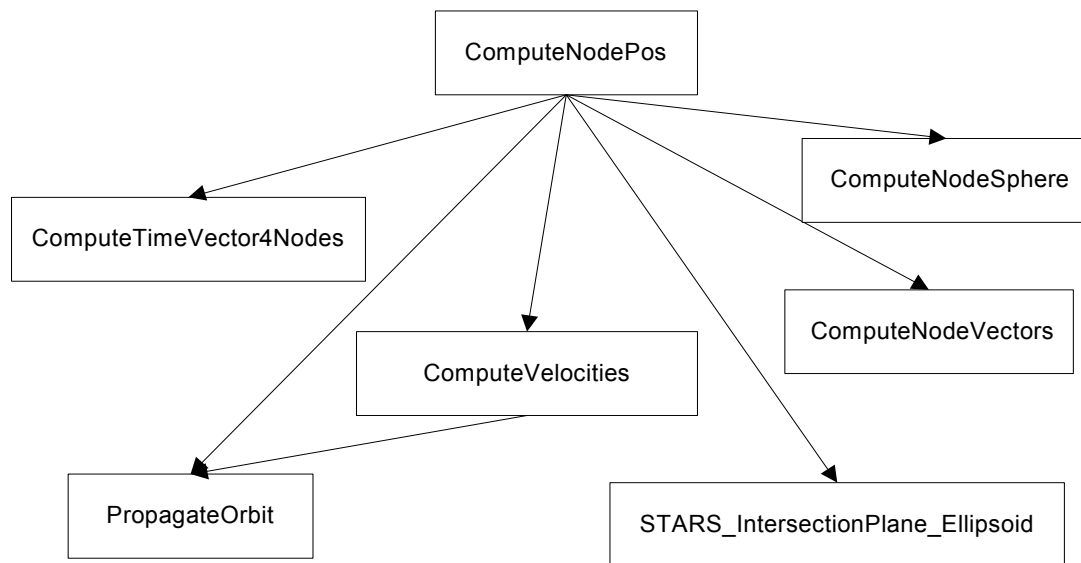 ComputeNodePos
ComputeNodeSphere
ComputeTimeVector4Nodes
ComputeNodeVectors
ComputeVelocities
PropagateOrbit
STARS_IntersectionPlane_Ellipsoid